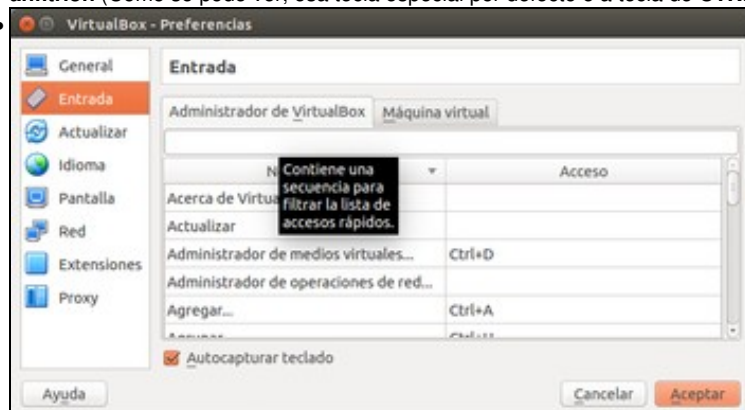 VirtualBox - Preferencias
General
Entrada
Actualizar
Idioma
Pantalla
Red
Extensiones
Proxy
Entrada
Administrador de VirtualBox
Máquina virtual
Contiene una
secuencia para
filtrar la lista de
accesos rápidos.
Acceso
Acerca de
Actualizar
Administrador de medios virtuales... Ctrl+D
Administrador de operaciones de red...
Agregar... Ctrl+A
Autocapturar teclado
Ayuda
Cancelar
Aceptar